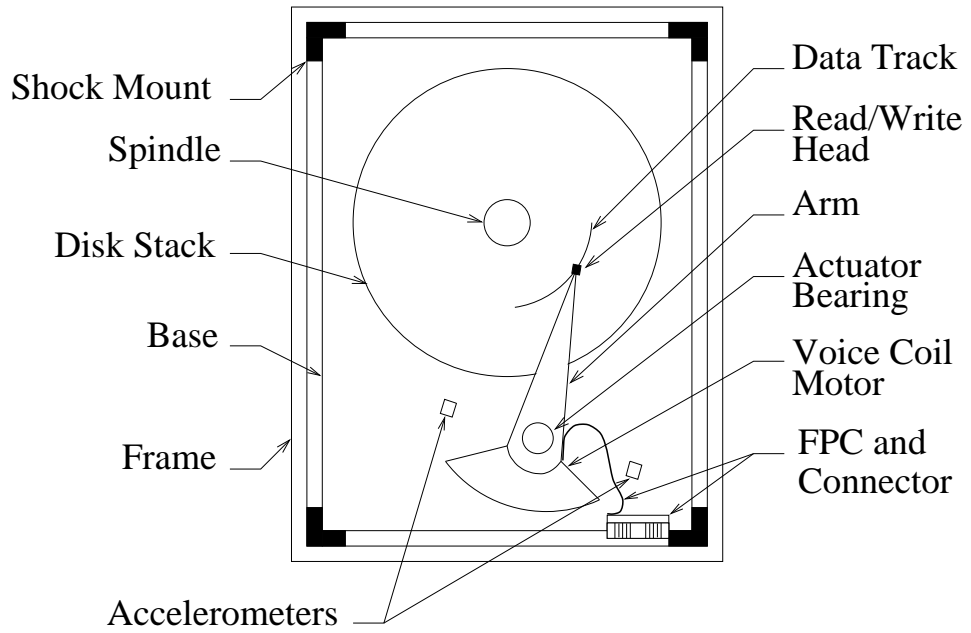 Shock Mount
Spindle
Disk Stack
Base
Frame
Accelerometers
Data Track
Read/Write
Head
Arm
Actuator
Bearing
Voice Coil
Motor
FPC and
Connector